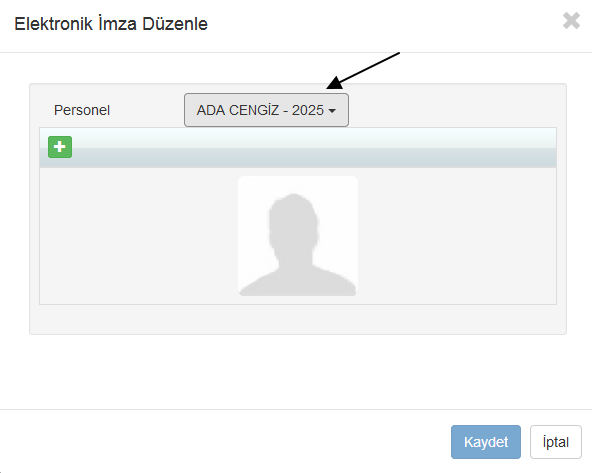 Elektronik İmza Düzenle
Personel
ADA CENGİZ - 2025
Kaydet
İptal